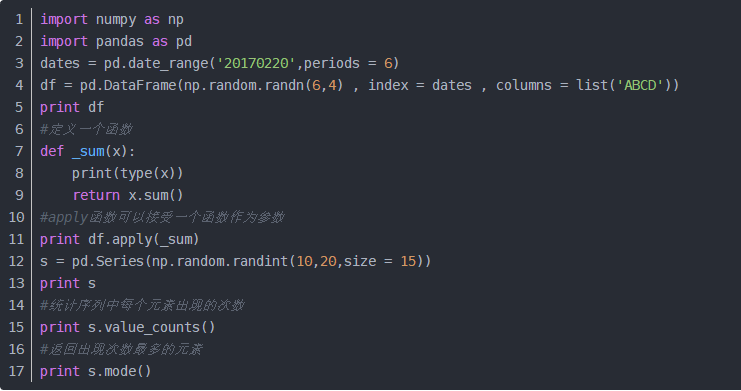 1 import numpy as np
2 import pandas as pd
3 dates = pd.date_range('20170220',periods = 6)
4 df = pd.DataFrame(np.random.randn(6,4) , index = dates , columns = list('ABCD'))
5 print df
6 #定义一个函数
7 def _sum(x):
8     print(type(x))
9     return x.sum()
10 #apply函数可以接受一个函数作为参数
11 print df.apply(_sum)
12 s = pd.Series(np.random.randint(10,20,size = 15))
13 print s
14 #统计序列中每个元素出现的次数
15 print s.value_counts()
16 #返回出现次数最多的元素
17 print s.mode()